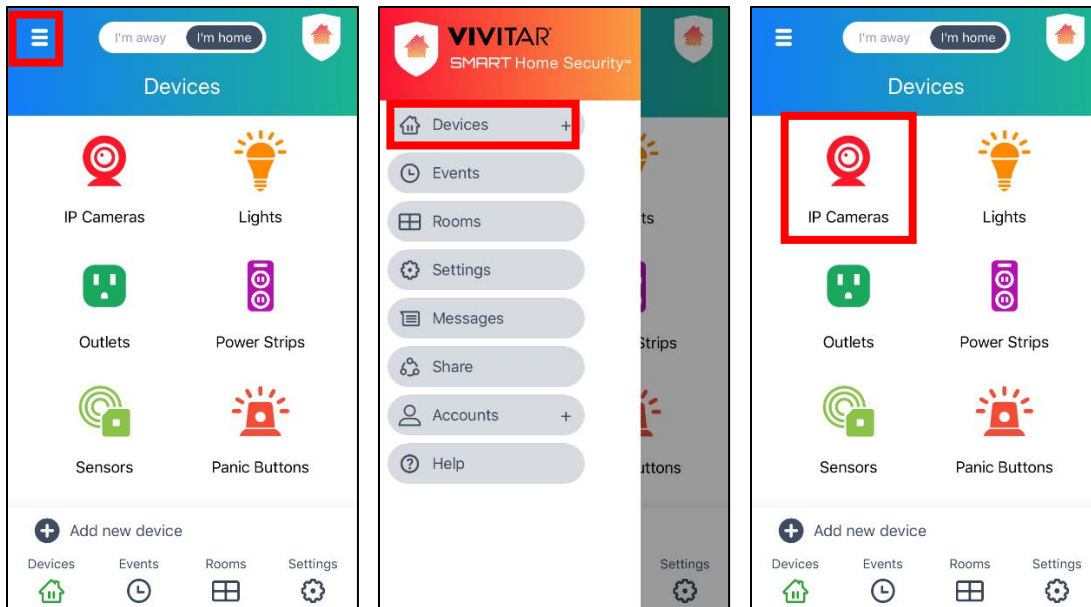 I'm away I'm home
Devices
IP Cameras Lights
Outlets Power Strips
Sensors Panic Buttons
Add new device
Devices Events Rooms Settings
VIVITAR
SMART Home Security™
Devices +
Events
Rooms
Settings
Messages
Share
Accounts +
Help
ts
Strips
uttons
Settings
I'm away I'm home
Devices
IP Cameras Lights
Outlets Power Strips
Sensors Panic Buttons
Add new device
Devices Events Rooms Settings